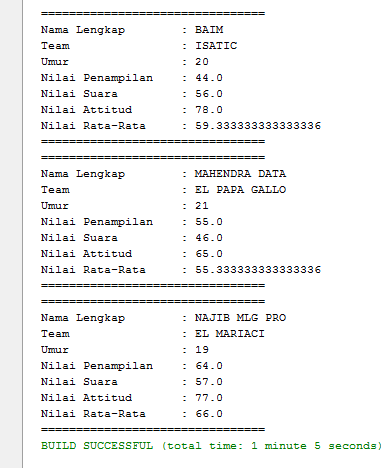 ================================
Nama Lengkap : BAIM
Team : ISATIC
Umur : 20
Nilai Penampilan : 44.0
Nilai Suara : 56.0
Nilai Attitud : 78.0
Nilai Rata-Rata : 59.333333333333336
================================
================================
Nama Lengkap : MAHENDRA DATA
Team : EL PAPA GALLO
Umur : 21
Nilai Penampilan : 55.0
Nilai Suara : 46.0
Nilai Attitud : 65.0
Nilai Rata-Rata : 55.333333333333336
================================
================================
Nama Lengkap : NAJIB MLG PRO
Team : EL MARIACI
Umur : 19
Nilai Penampilan : 64.0
Nilai Suara : 57.0
Nilai Attitud : 77.0
Nilai Rata-Rata : 66.0
================================
BUILD SUCCESSFUL (total time: 1 minute 5 seconds)